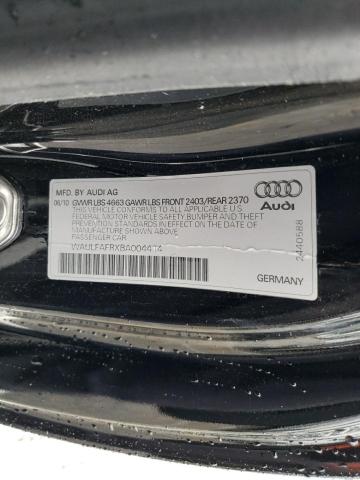 MFD. BY AUDI AG
06/10 GVWR LBS 4663 GAWR LBS FRONT 2403/REAR 2370
THIS VEHICLE CONFORMS TO ALL APPLICABLE U.S.
FEDERAL MOTOR VEHICLE SAFETY, BUMPER AND THEFT
PREVENTION STANDARDS IN EFFECT ON THE DATE OF
MANUFACTURE SHOWN ABOVE
PASSENGER CAR
Audi
2440588
GERMANY